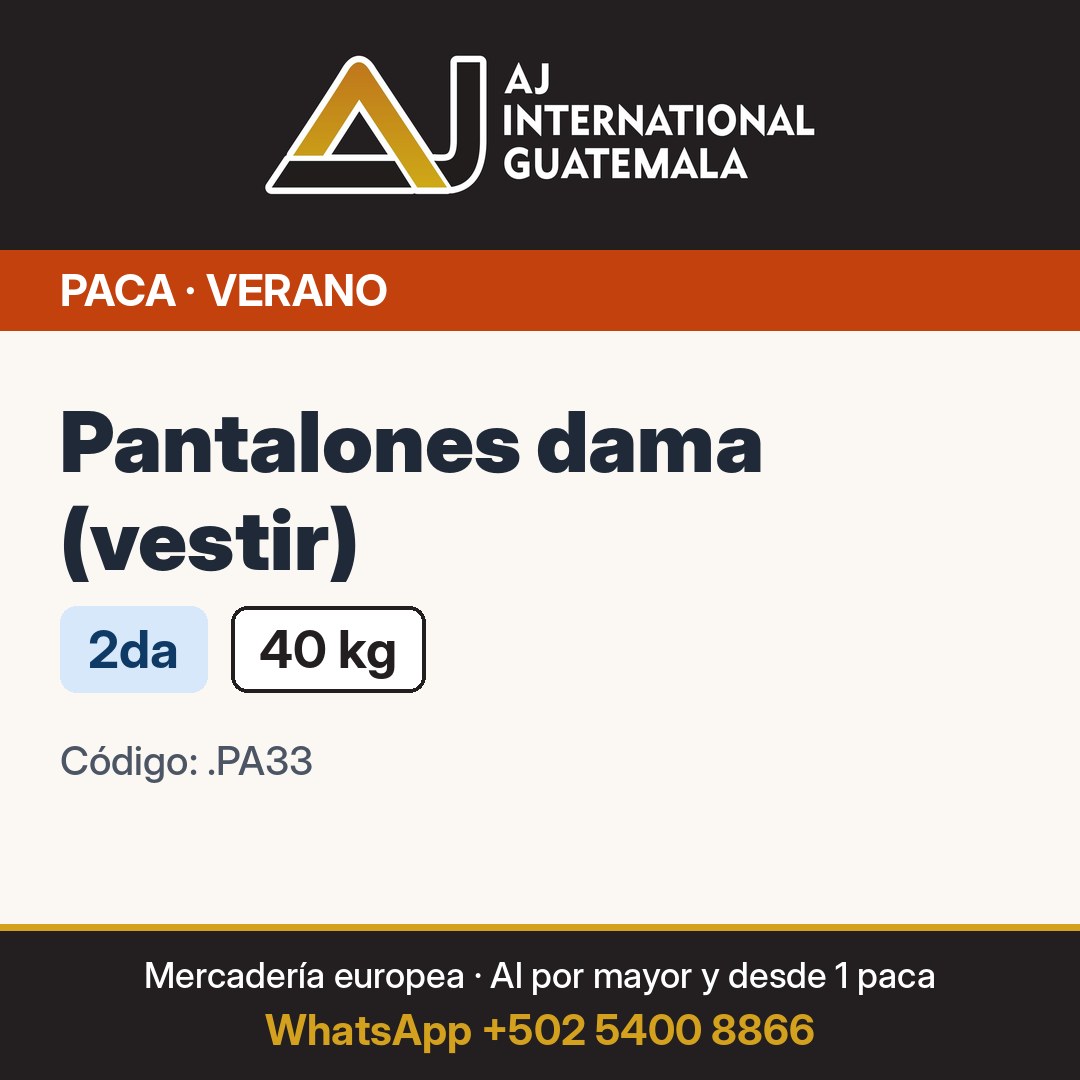 AJ
AJ
INTERNATIONAL
GUATEMALA
PACA · VERANO
Pantalones dama
(vestir)
2da
40 kg
Código: .PA33
Mercadería europea · Al por mayor y desde 1 paca
WhatsApp +502 5400 8866